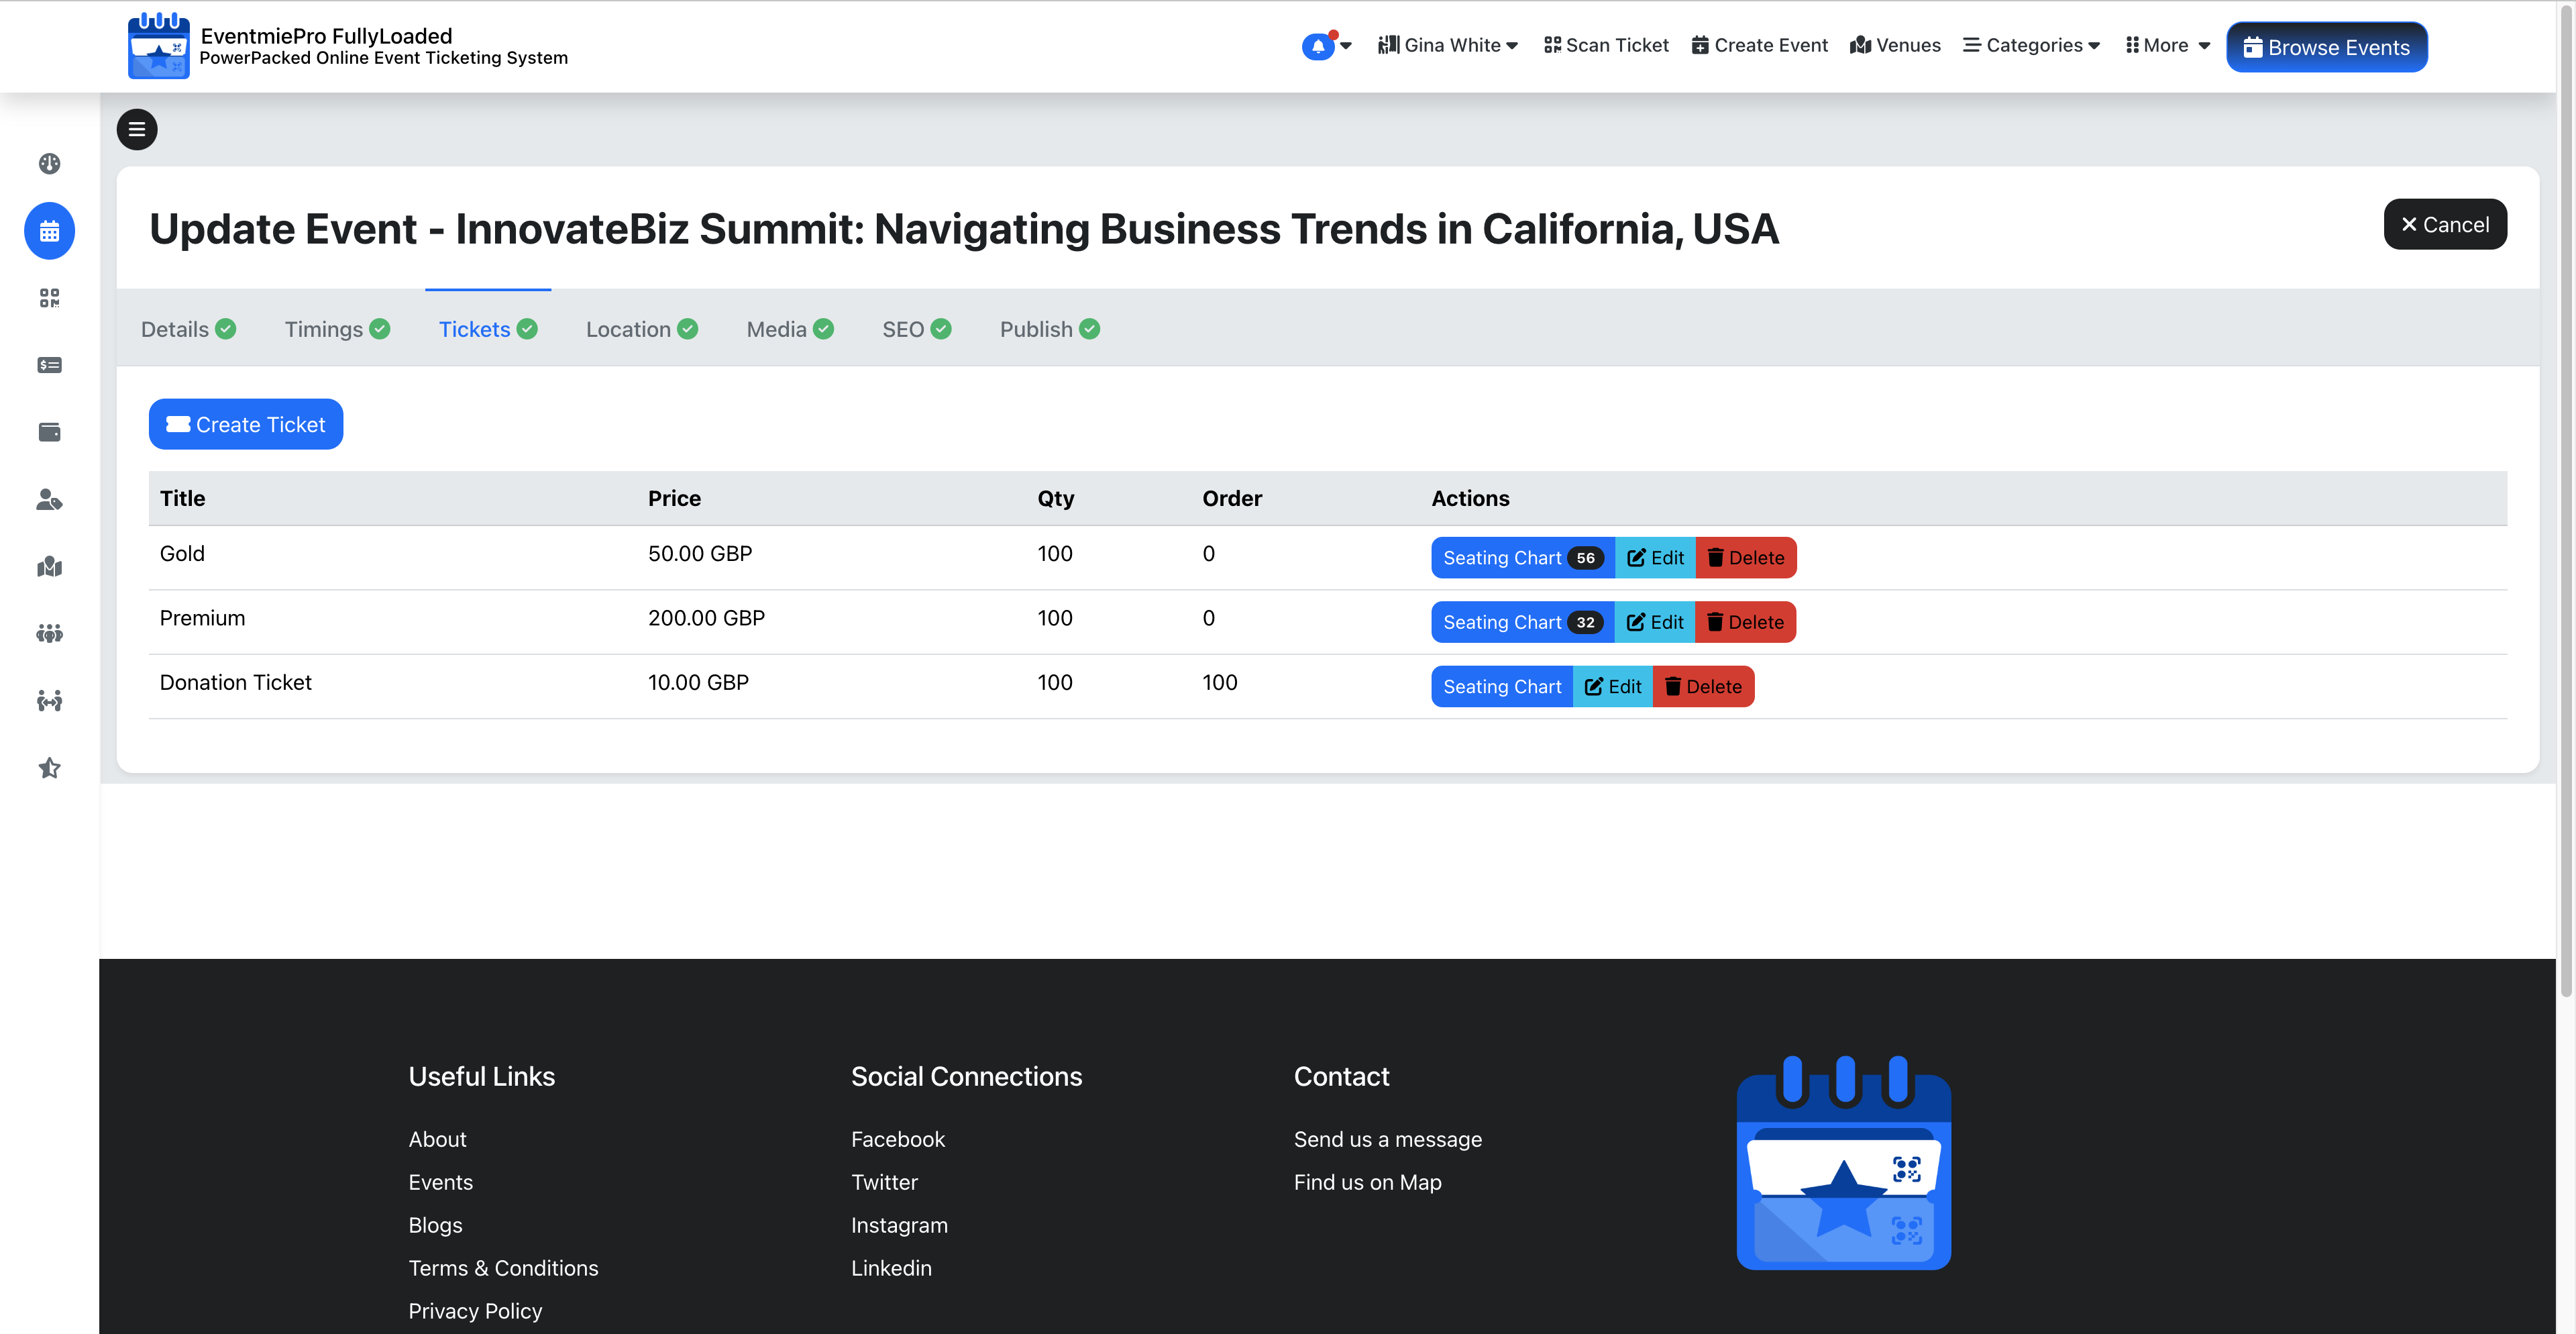 EventmiePro FullyLoaded
PowerPacked Online Event Ticketing System
Gina White
Scan Ticket
Create Event
Venues
Categories
More
Browse Events
Update Event - InnovateBiz Summit: Navigating Business Trends in California, USA
Cancel
Details
Timings
Tickets
Location
Media
SEO
Publish
Create Ticket
Title Price Qty Order Actions
Gold 50.00 GBP 100 0 Seating Chart 56 Edit Delete
Premium 200.00 GBP 100 0 Seating Chart 32 Edit Delete
Donation Ticket 10.00 GBP 100 100 Seating Chart Edit Delete
Useful Links
About
Events
Blogs
Terms & Conditions
Privacy Policy
Social Connections
Facebook
Twitter
Instagram
Linkedin
Contact
Send us a message
Find us on Map